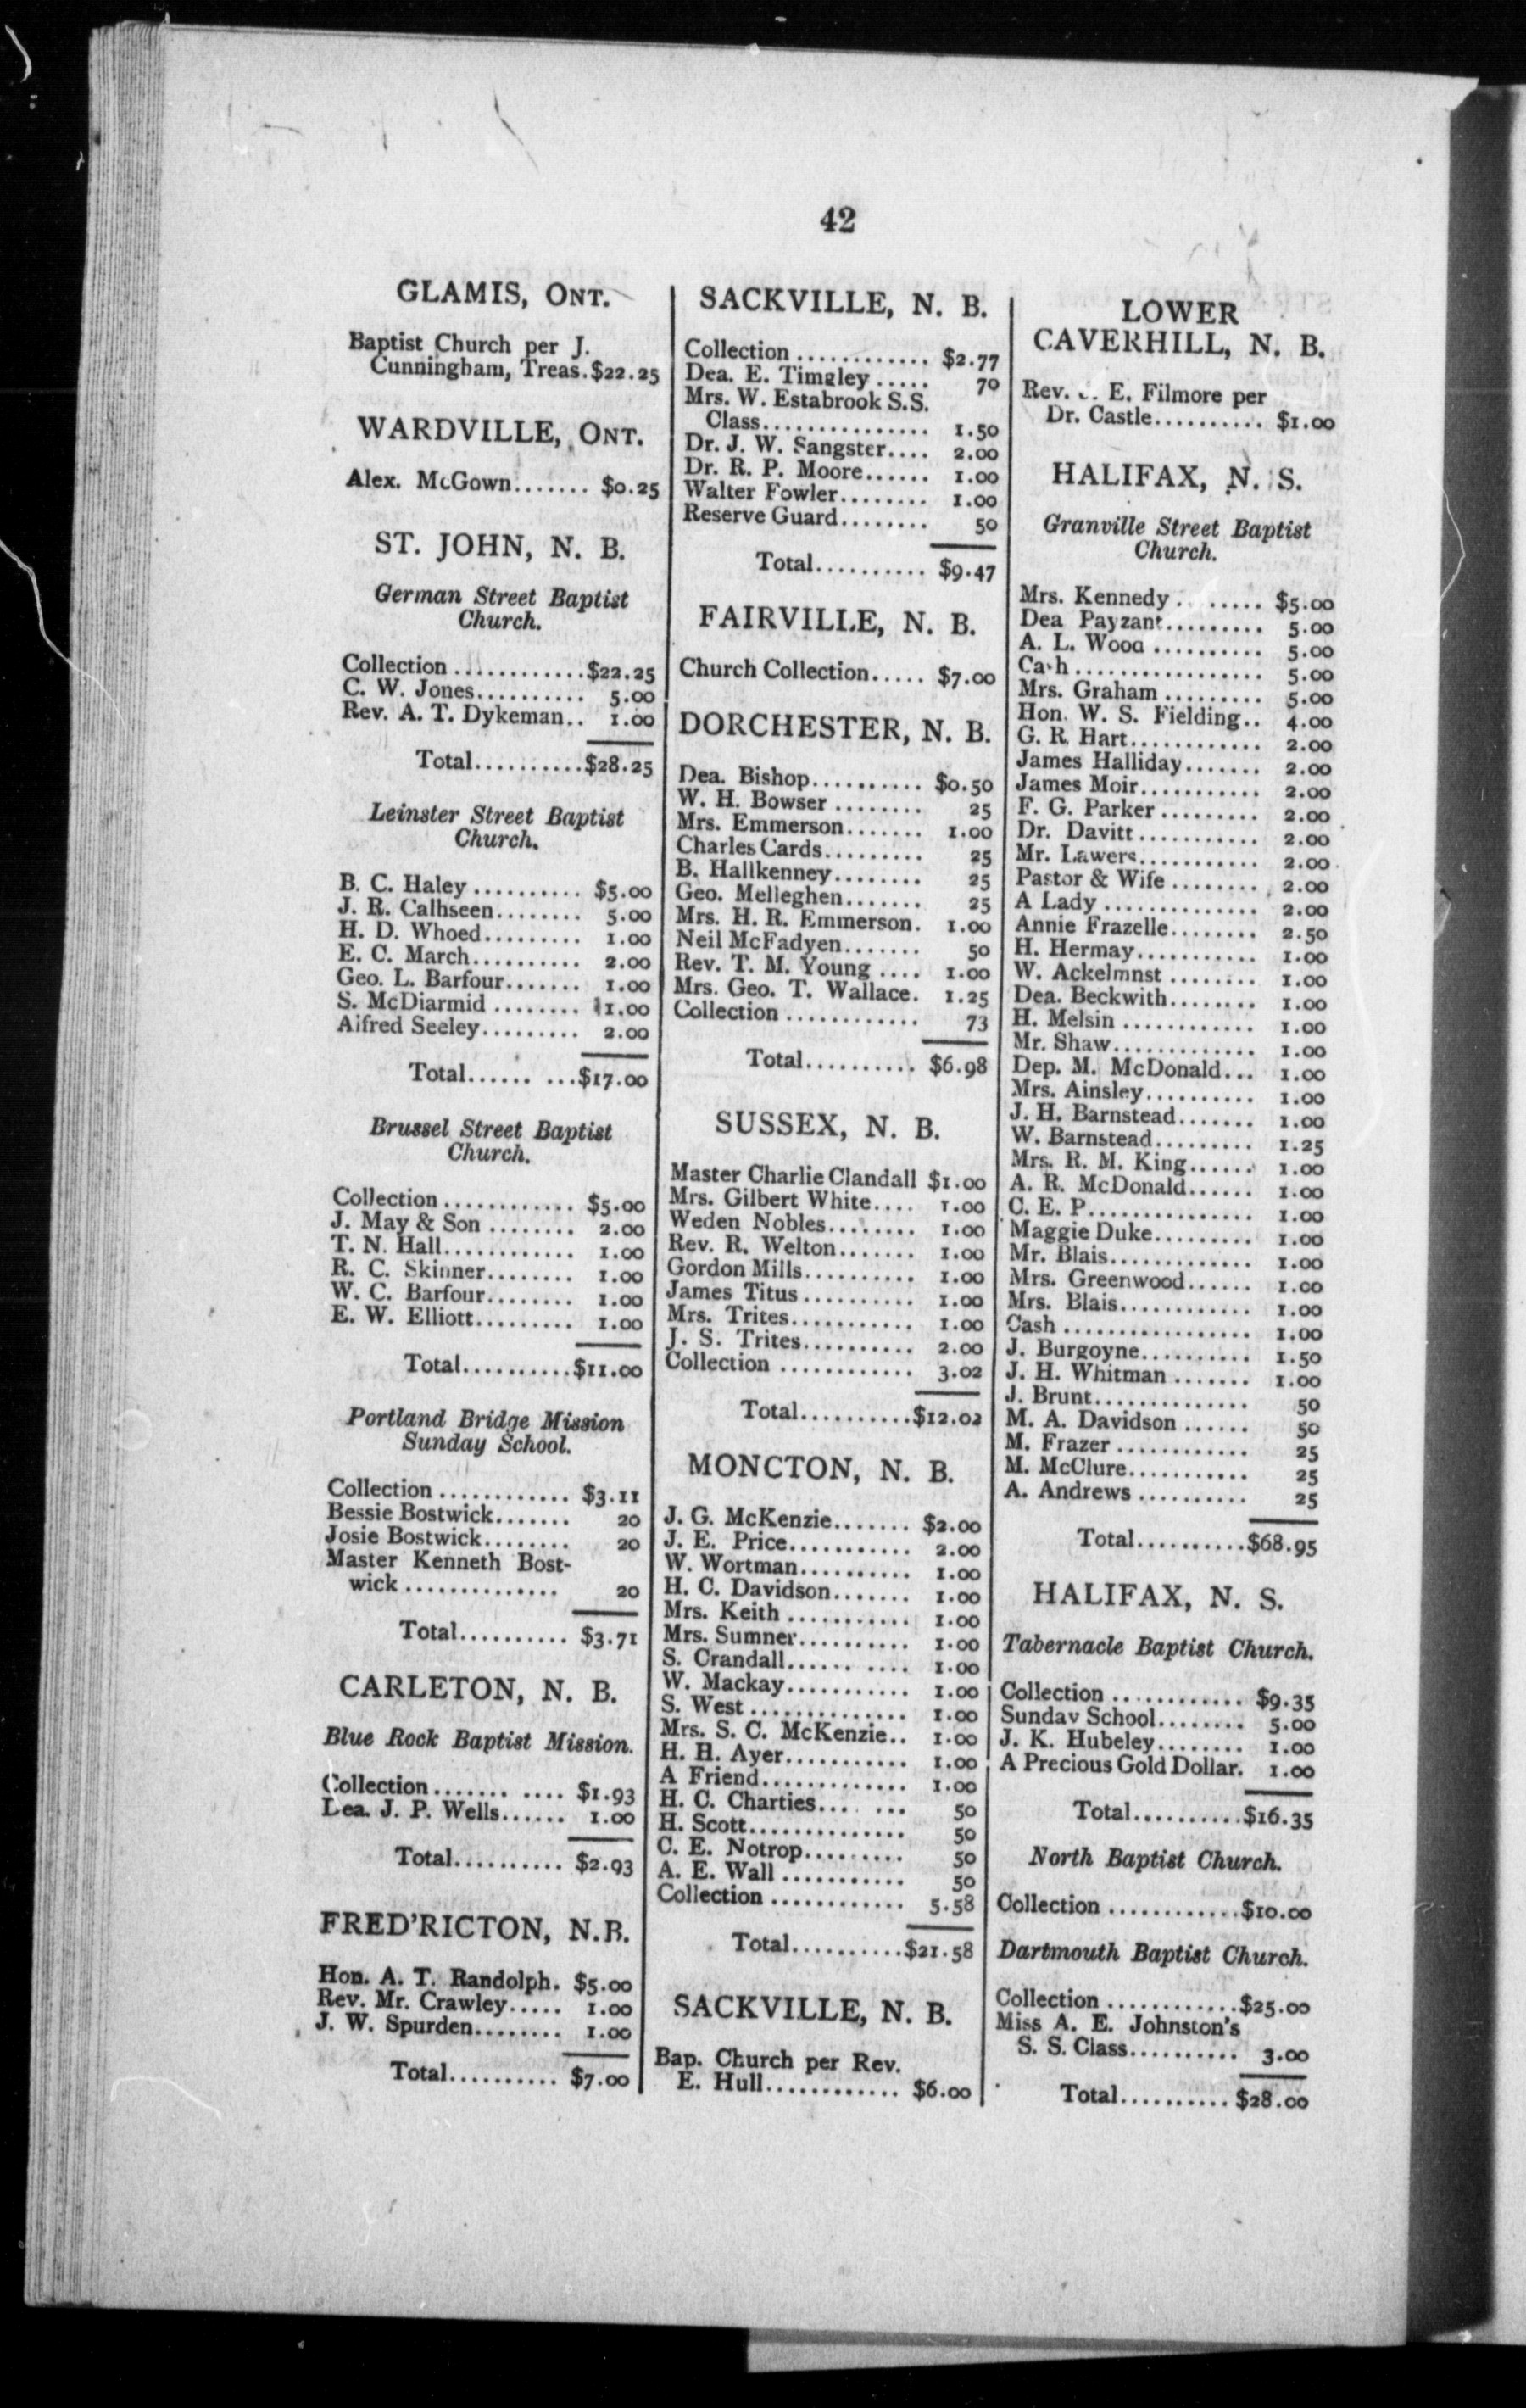 42
GLAMIS, ONT.
Baptist Church per J.
Cunningham, Treas. $22.25
WARDVILLE, ONT.
Alex. McGown....... $0.25
ST. JOHN, N. B.
German Street Baptist
Church.
Collection ............$22.25
C. W. Jones.......... 5.00
Rev. A. T. Dykeman.. 1.00
Total..........$28.25
Leinster Street Baptist
Church.
B. C. Haley .......... $5.00
J. R. Calhseen........ 5.00
H. D. Whoed......... 1.00
E. C. March.......... 2.00
Geo. L. Barfour....... 1.00
S. McDiarmid ........ 1.00
Alfred Seeley......... 2.00
Total...... ...$17.00
Brussel Street Baptist
Church.
Collection ............ $5.00
J. May & Son ........ 2.00
T. N. Hall............ 1.00
R. C. Skinner........ 1.00
W. C. Barfour........ 1.00
E. W. Elliott......... 1.00
Total..........$11.00
Portland Bridge Mission
Sunday School.
Collection ............ $3.11
Bessie Bostwick....... 20
Josie Bostwick........ 20
Master Kenneth Bost-
wick .............. 20
Total.......... $3.71
CARLETON, N. B.
Blue Rock Baptist Mission.
Collection....... .... $1.93
Dea. J. P. Wells...... 1.00
Total.......... $2.93
FRED'RICTON, N.B.
Hon. A. T. Randolph. $5.00
Rev. Mr. Crawley..... 1.00
J. W. Spurden........ 1.00
Total.......... $7.00
SACKVILLE, N. B.
Collection ............ $2.77
Dea. E. Timgley ..... 70
Mrs. W. Estabrook S.S.
Class............... 1.50
Dr. J. W. Sangster.... 2.00
Dr. R. P. Moore...... 1.00
Walter Fowler........ 1.00
Reserve Guard........ 50
Total.......... $9.47
FAIRVILLE, N. B.
Church Collection..... $7.00
DORCHESTER, N. B.
Dea. Bishop.......... $0.50
W. H. Bowser ........ 25
Mrs. Emmerson....... 1.00
Charles Cards......... 25
B. Hallkenney........ 25
Geo. Melleghen....... 25
Mrs. H. R. Emmerson. 1.00
Neil McFadyen....... 50
Rev. T. M. Young .... 1.00
Mrs. Geo. T. Wallace. 1.25
Collection ............ 73
Total.......... $6.98
SUSSEX, N. B.
Master Charlie Clandall $1.00
Mrs. Gilbert White.... 1.00
Weden Nobles........ 1.00
Rev. R. Welton....... 1.00
Gordon Mills.......... 1.00
James Titus .......... 1.00
Mrs. Trites........... 1.00
J. S. Trites.......... 2.00
Collection ............ 3.02
Total..........$12.02
MONCTON, N. B.
J. G. McKenzie....... $2.00
J. E. Price........... 2.00
W. Wortman.......... 1.00
H. C. Davidson....... 1.00
Mrs. Keith ........... 1.00
Mrs. Sumner.......... 1.00
S. Crandall...... .... 1.00
W. Mackay........... 1.00
S. West .............. 1.00
Mrs. S. C. McKenzie.. 1.00
H. H. Ayer........... 1.00
A Friend............. 1.00
H. C. Charties.... ... 50
H. Scott.............. 50
C. E. Notrop......... 50
A. E. Wall ........... 50
Collection ............ 5.58
Total..........$21.58
SACKVILLE, N. B.
Bap. Church per Rev.
E. Hull............ $6.00
LOWER
CAVERHILL, N. B.
Rev. E. Filmore per
Dr. Castle.......... $1.00
HALIFAX, N. S.
Granville Street Baptist
Church.
Mrs. Kennedy ........ $5.00
Dea Payzant......... 5.00
A. L. Wood .......... 5.00
Cash ................. 5.00
Mrs. Graham ......... 5.00
Hon. W. S. Fielding.. 4.00
G. R. Hart............ 2.00
James Halliday....... 2.00
James Moir........... 2.00
F. G. Parker ......... 2.00
Dr. Davitt ........... 2.00
Mr. Lawers........... 2.00
Pastor & Wife ........ 2.00
A Lady .............. 2.00
Annie Frazelle........ 2.50
H. Hermay........... 1.00
W. Ackelmnst ........ 1.00
Dea. Beckwith........ 1.00
H. Melsin ............ 1.00
Mr. Shaw............. 1.00
Dep. M. McDonald... 1.00
Mrs. Ainsley.......... 1.00
J. H. Barnstead....... 1.00
W. Barnstead......... 1.25
Mrs. R. M. King...... 1.00
A. R. McDonald...... 1.00
C. E. P............... 1.00
Maggie Duke......... 1.00
Mr. Blais............. 1.00
Mrs. Greenwood...... 1.00
Mrs. Blais............ 1.00
Cash ................. 1.00
J. Burgoyne.......... 1.50
J. H. Whitman ....... 1.00
J. Brunt.............. 50
M. A. Davidson ...... 50
M. Frazer ............ 25
M. McClure........... 25
A. Andrews .......... 25
Total..........$68.95
HALIFAX, N. S.
Tabernacle Baptist Church.
Collection ............ $9.35
Sunday School........ 5.00
J. K. Hubeley........ 1.00
A Precious Gold Dollar. 1.00
Total..........$16.35
North Baptist Church.
Collection ............$10.00
Dartmouth Baptist Church.
Collection ............$25.00
Miss A. E. Johnston's
S. S. Class.......... 3.00
Total.......... $28.00